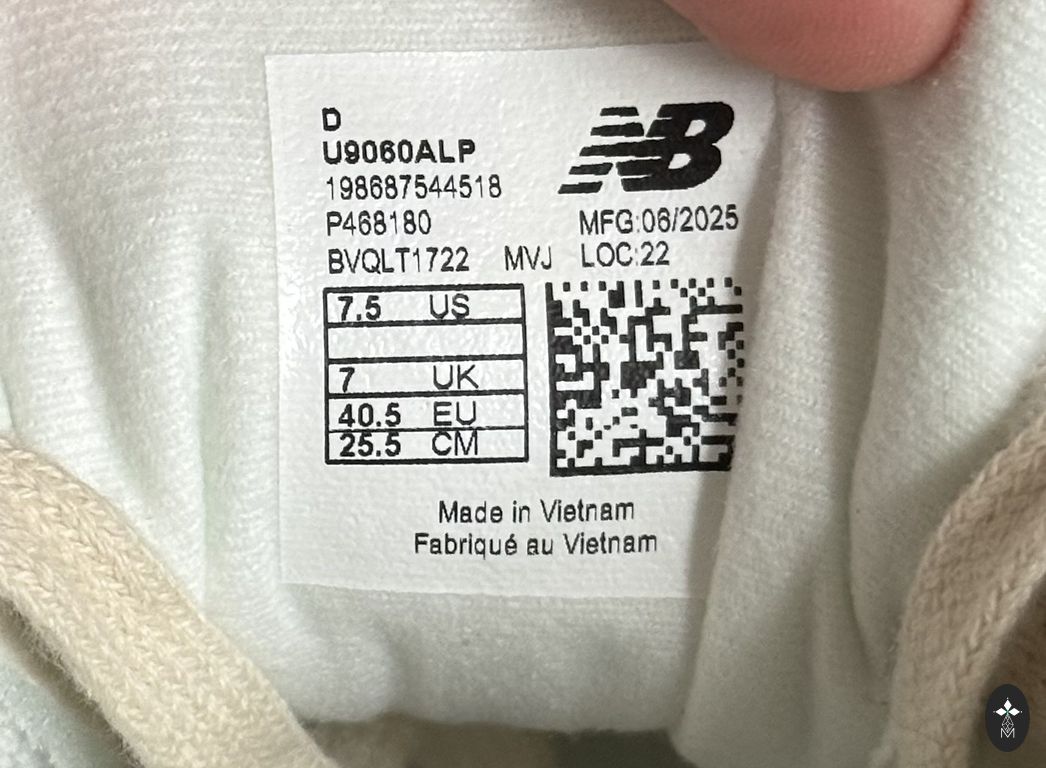 D
U9060ALP
198687544518
P468180 MFG:06/2025
BVQLT1722 MVJ LOC:22
7.5 US
7 UK
40.5 EU
25.5 CM
Made in Vietnam
Fabriqué au Vietnam
NB
M